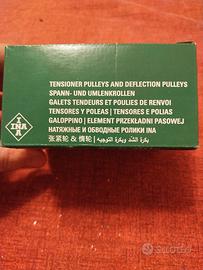 TENSIONER PULLEYS AND DEFLECTION PULLEYS
SPANN- UND UMLENKROLLEN
GALETS TENDEURS ET POULIES DE RENVOI
TENSORES Y POLEAS | TENSORES E POLIAS
GALOPPINO | ELEMENT PRZEKŁADNI PASOWEJ
НАТЯЖНЫЕ И ОБВОДНЫЕ РОЛИКИ INA
张紧轮 & 惰轮 | بكرة الشد وبكرة التوجيه
INA
subito